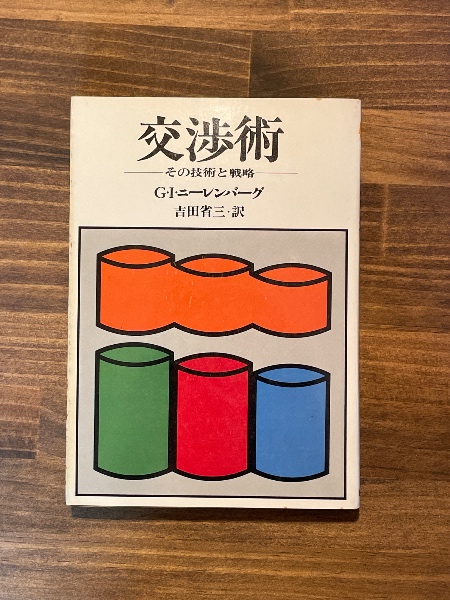 交渉術
その技術と戦略
G・I・ニーレンバーグ
吉田省三・訳